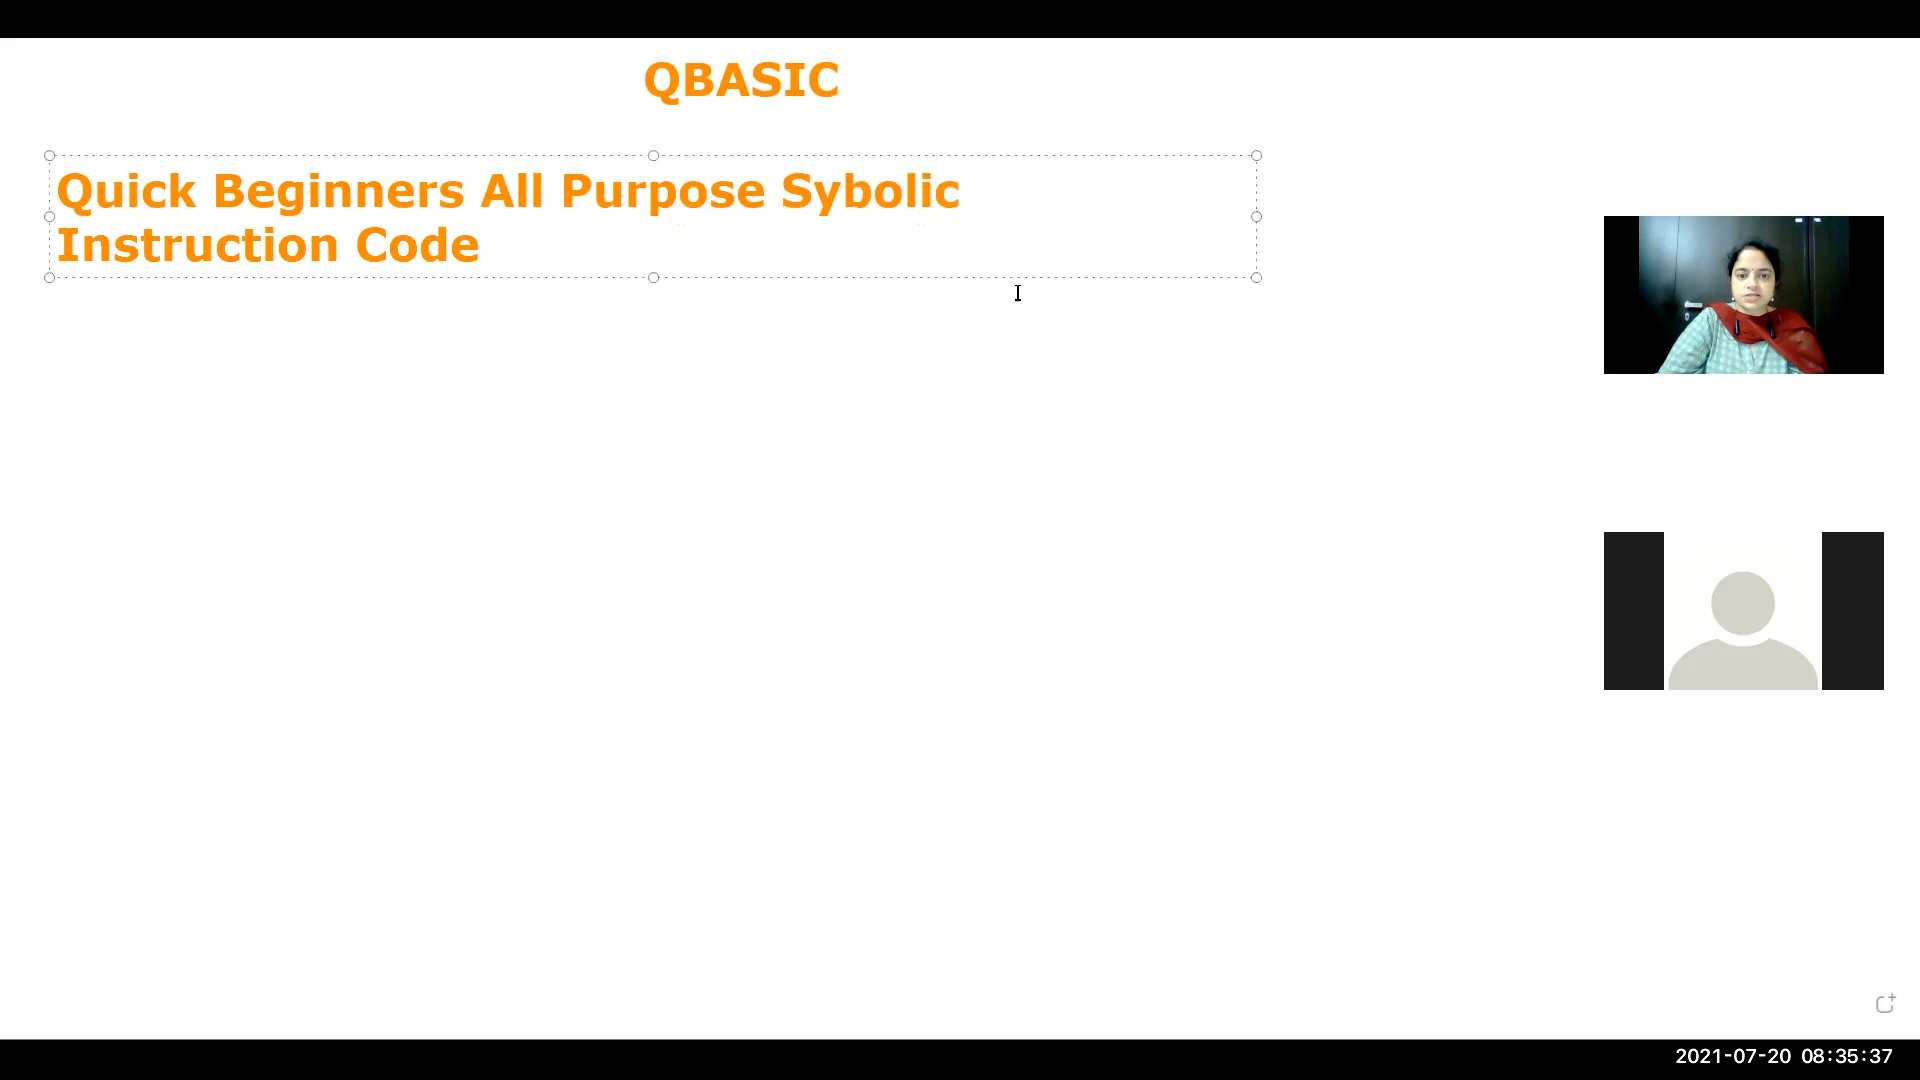 QBASIC
Quick Beginners All Purpose Sybolic
Instruction Code
2021-07-20 08:35:37